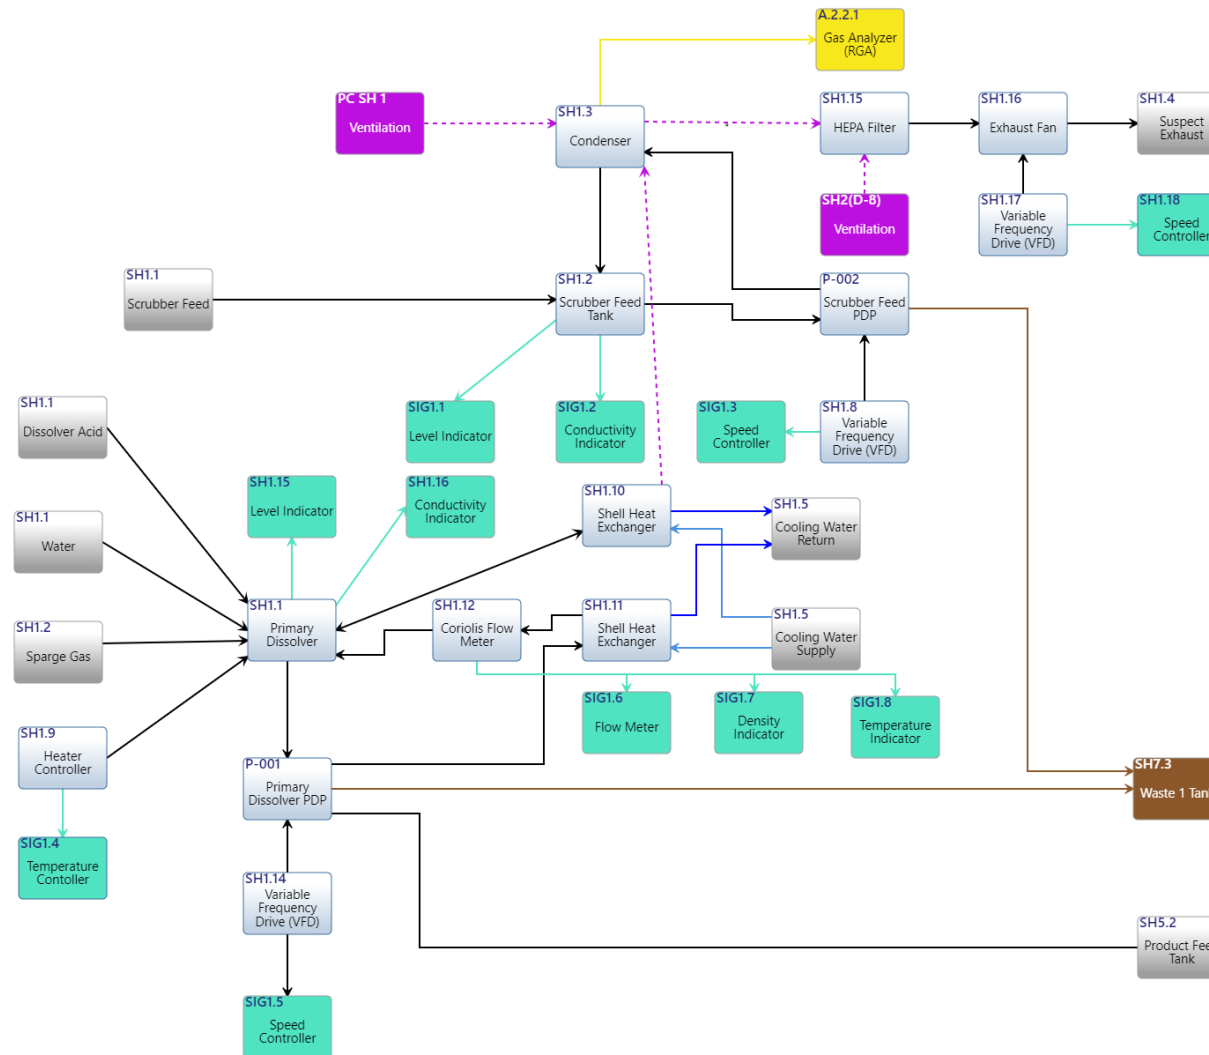 A.2.2.1
Gas Analyzer
(RGA)
PC SH 1
Ventilation
SH1.3
Condenser
SH1.15
HEPA Filter
SH1.16
Exhaust Fan
SH1.4
Suspect
Exhaust
SH2(D-8)
Ventilation
SH1.17
Variable
Frequency
Drive (VFD)
SH1.18
Speed
Controller
SH1.1
Scrubber Feed
SH1.2
Scrubber Feed
Tank
P-002
Scrubber Feed
PDP
SH1.1
Dissolver Acid
SIG1.1
Level Indicator
SIG1.2
Conductivity
Indicator
SIG1.3
Speed
Controller
SH1.8
Variable
Frequency
Drive (VFD)
SH1.15
Level Indicator
SH1.16
Conductivity
Indicator
SH1.10
Shell Heat
Exchanger
SH1.5
Cooling Water
Return
SH1.1
Water
SH1.1
Primary
Dissolver
SH1.12
Coriolis Flow
Meter
SH1.11
Shell Heat
Exchanger
SH1.5
Cooling Water
Supply
SH1.2
Sparge Gas
SIG1.6
Flow Meter
SIG1.7
Density
Indicator
SIG1.8
Temperature
Indicator
SH1.9
Heater
Controller
P-001
Primary
Dissolver PDP
SH7.3
Waste 1 Tank
SIG1.4
Temperature
Contoller
SH1.14
Variable
Frequency
Drive (VFD)
SH5.2
Product Fee
Tank
SIG1.5
Speed
Controller